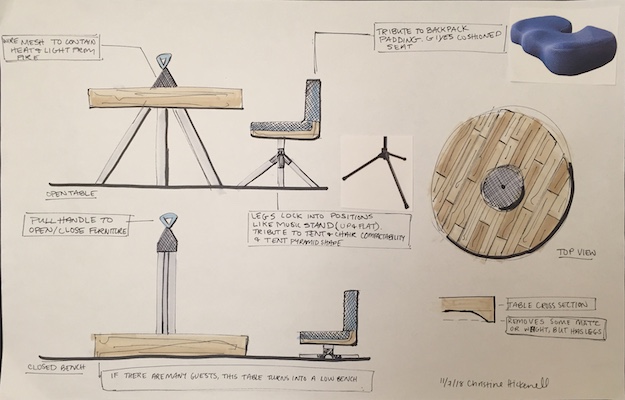 WIRE MESH TO CONTAIN
HEAT & LIGHT FROM
FIRE
TRIBUTE TO BACKPACK
PADDING. GIVES CUSHIONED
SEAT
OPEN TABLE
PULL HANDLE TO
OPEN/CLOSE FURNITURE
LEGS LOCK INTO POSITIONS
LIKE MUSIC STAND (UP & FLAT).
TRIBUTE TO TENT & CHAIR COMPACTABILITY
& TENT PYRAMID SHAPE
TOP VIEW
TABLE CROSS SECTION
REMOVES SOME
OR WEIGHT, BUT HAS LEGS
CLOSED BENCH
IF THERE ARE MANY GUESTS, THIS TABLE TURNS INTO A LOW BENCH
11/7/18 Christine